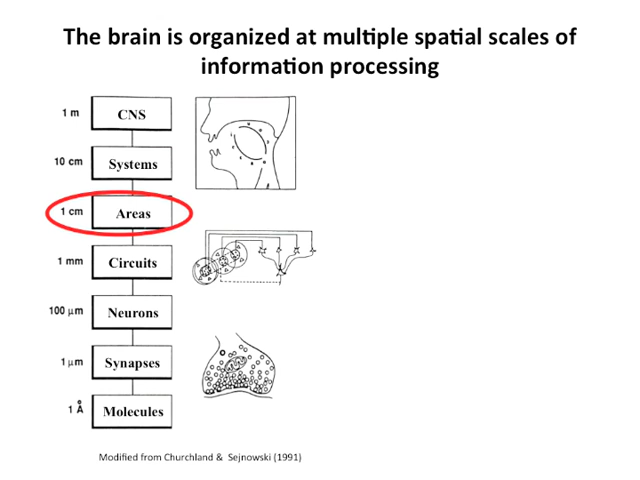 The brain is organized at multiple spatial scales of
information processing
1 m CNS
10 cm Systems
1 cm Areas
1 mm Circuits
100 μm Neurons
1 μm Synapses
1 Å Molecules
Modified from Churchland & Sejnowski (1991)